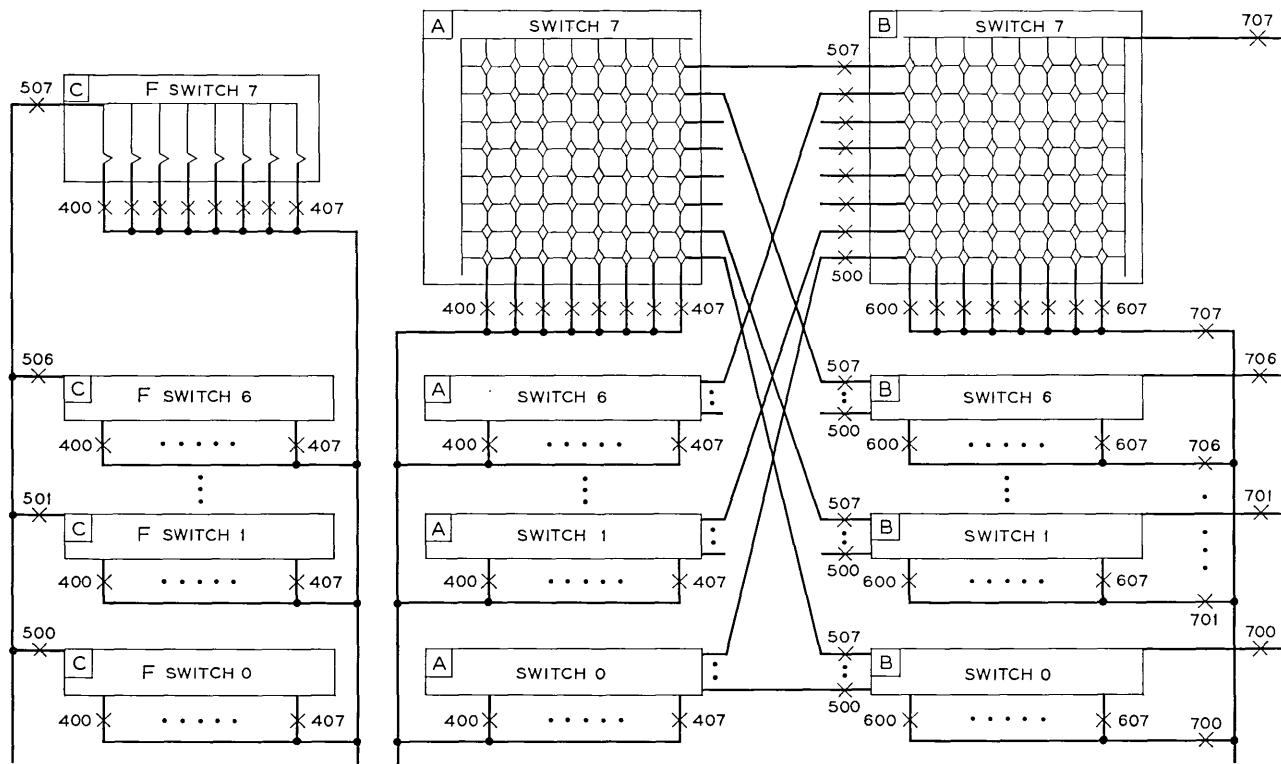 A SWITCH 7
B SWITCH 7
707
C F SWITCH 7
507
507
400 407
500
400 407
600 607
707
506
C F SWITCH 6
A SWITCH 6
507
B SWITCH 6
706
500
400 407
400 407
600 607
706
501
C F SWITCH 1
A SWITCH 1
507
B SWITCH 1
701
500
400 407
400 407
600 607
701
500
C F SWITCH 0
A SWITCH 0
507
B SWITCH 0
700
500
400 407
400 407
600 607
700